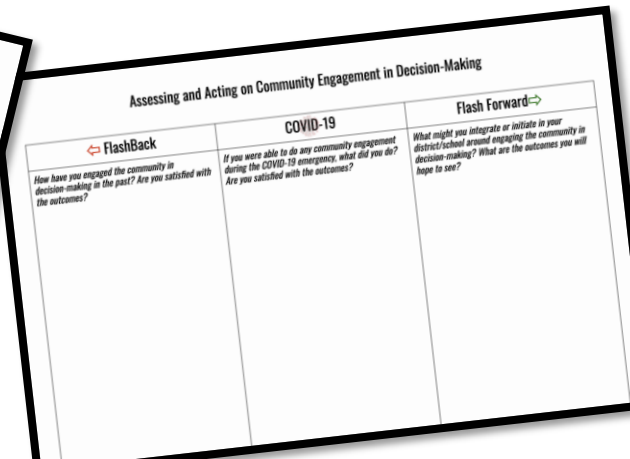 Assessing and Acting on Community Engagement in Decision-Making
FlashBack
How have you engaged the community in
decision-making in the past? Are you satisfied with
the outcomes?
COVID-19
If you were able to do any community engagement
during the COVID-19 emergency, what did you do?
Are you satisfied with the outcomes?
Flash Forward
What might you integrate or initiate in your
district/school around engaging the community in
decision-making? What are the outcomes you will
hope to see?